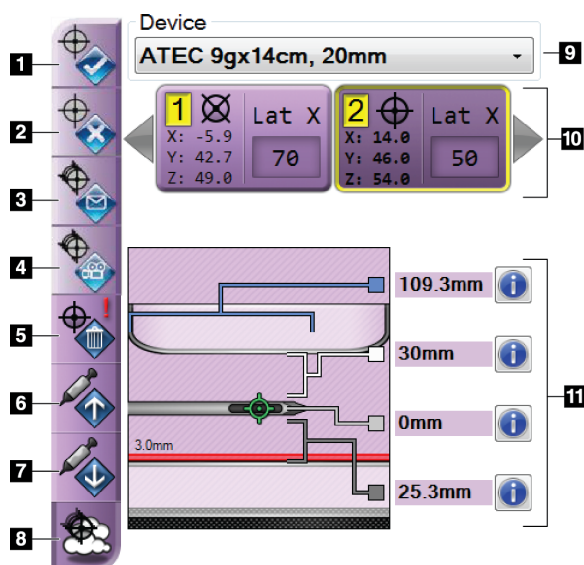 Device
1
ATEC 9gx14cm, 20mm
9
1
Lat X
2
Lat X
X: -5.9
X: 14.0
10
2
Y: 42.7
70
Y: 46.0
50
Z: 49.0
Z: 54.0
3
4
109.3mm
i
5
!
30mm
i
11
6
0mm
i
3.0mm
7
25.3mm
i
8